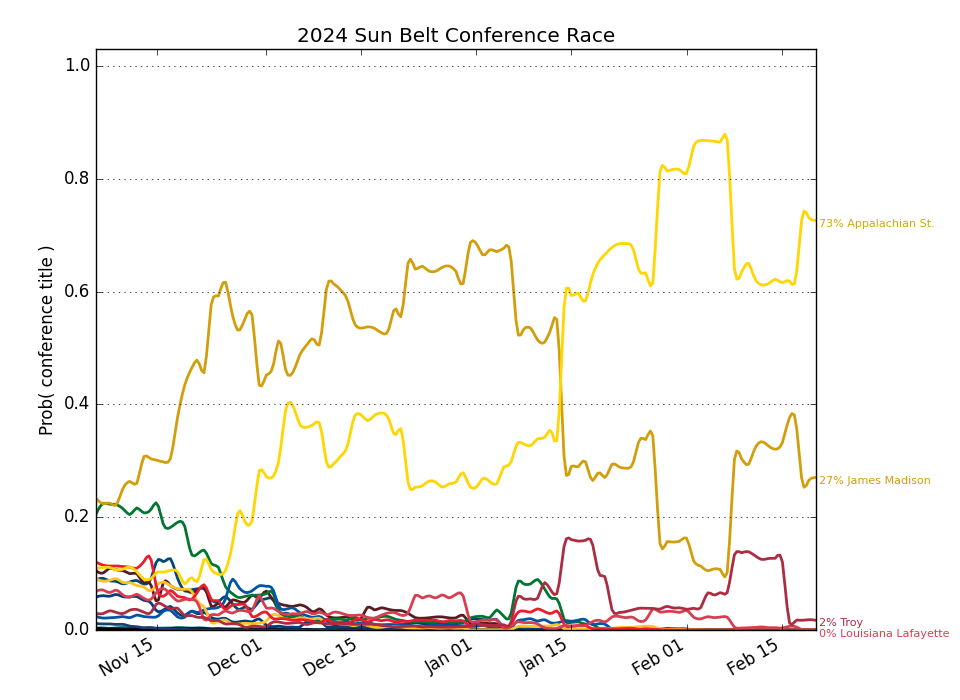 2024 Sun Belt Conference Race
1.0
0.8
73% Appalachian St.
0.6
Prob( conference title )
0.4
27% James Madison
0.2
2% Troy
0.0
0% Louisiana Lafayette
Nov 15
Dec 01
Dec 15
Jan 01
Jan 15
Feb 01
Feb 15